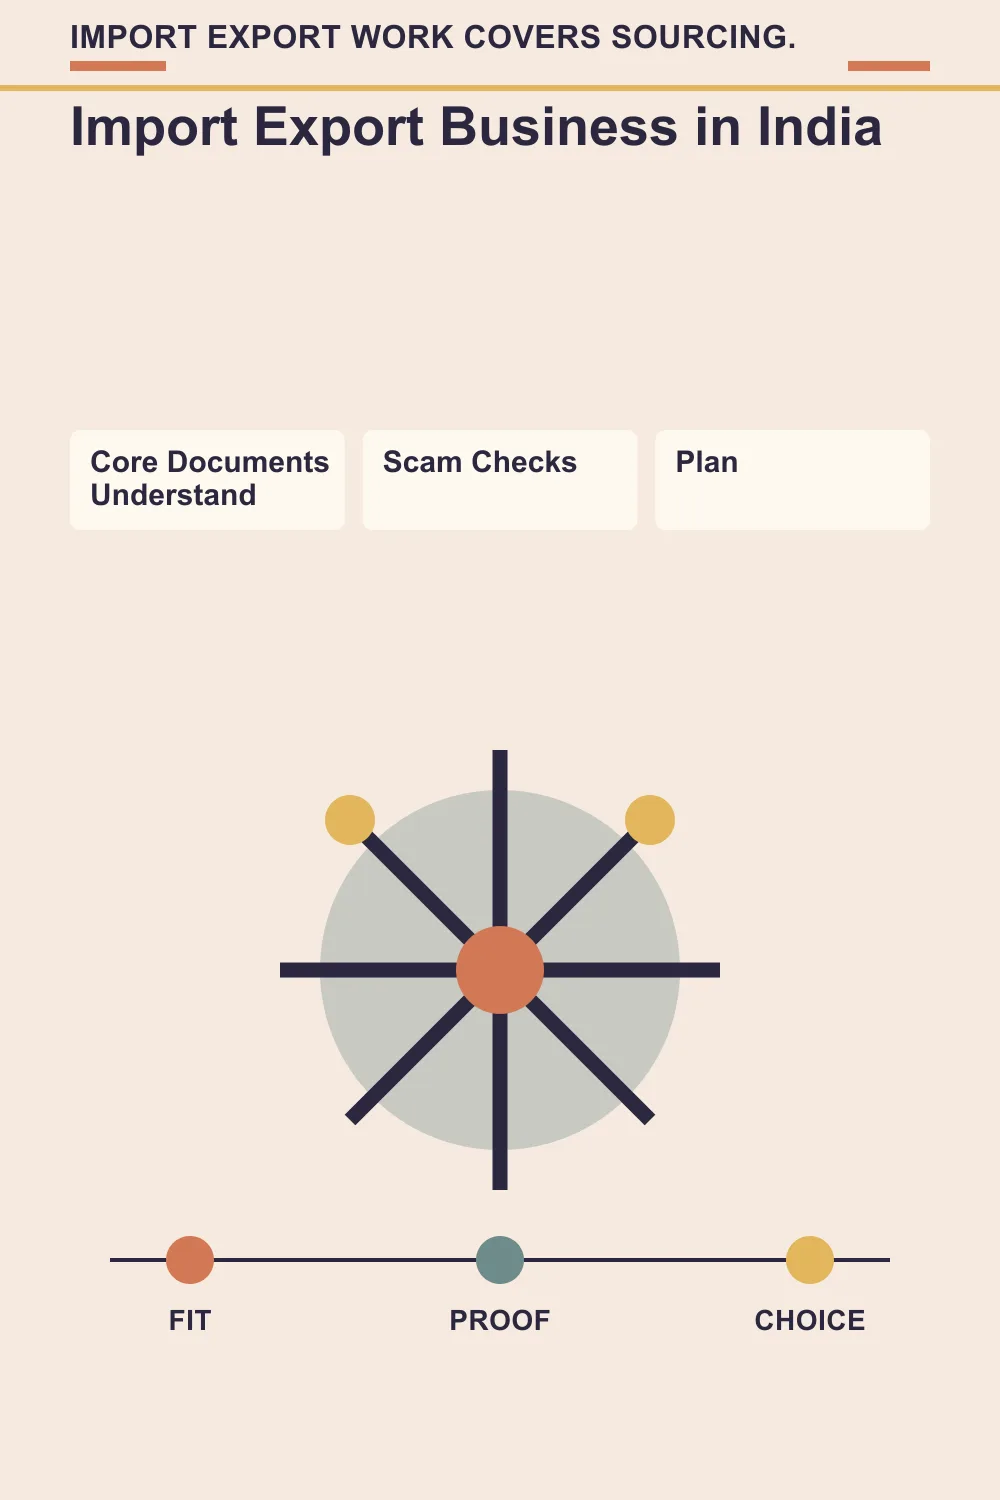 IMPORT EXPORT WORK COVERS SOURCING.
Import Export Business in India
Core Documents
Understand
Scam Checks
Plan
FIT
PROOF
CHOICE